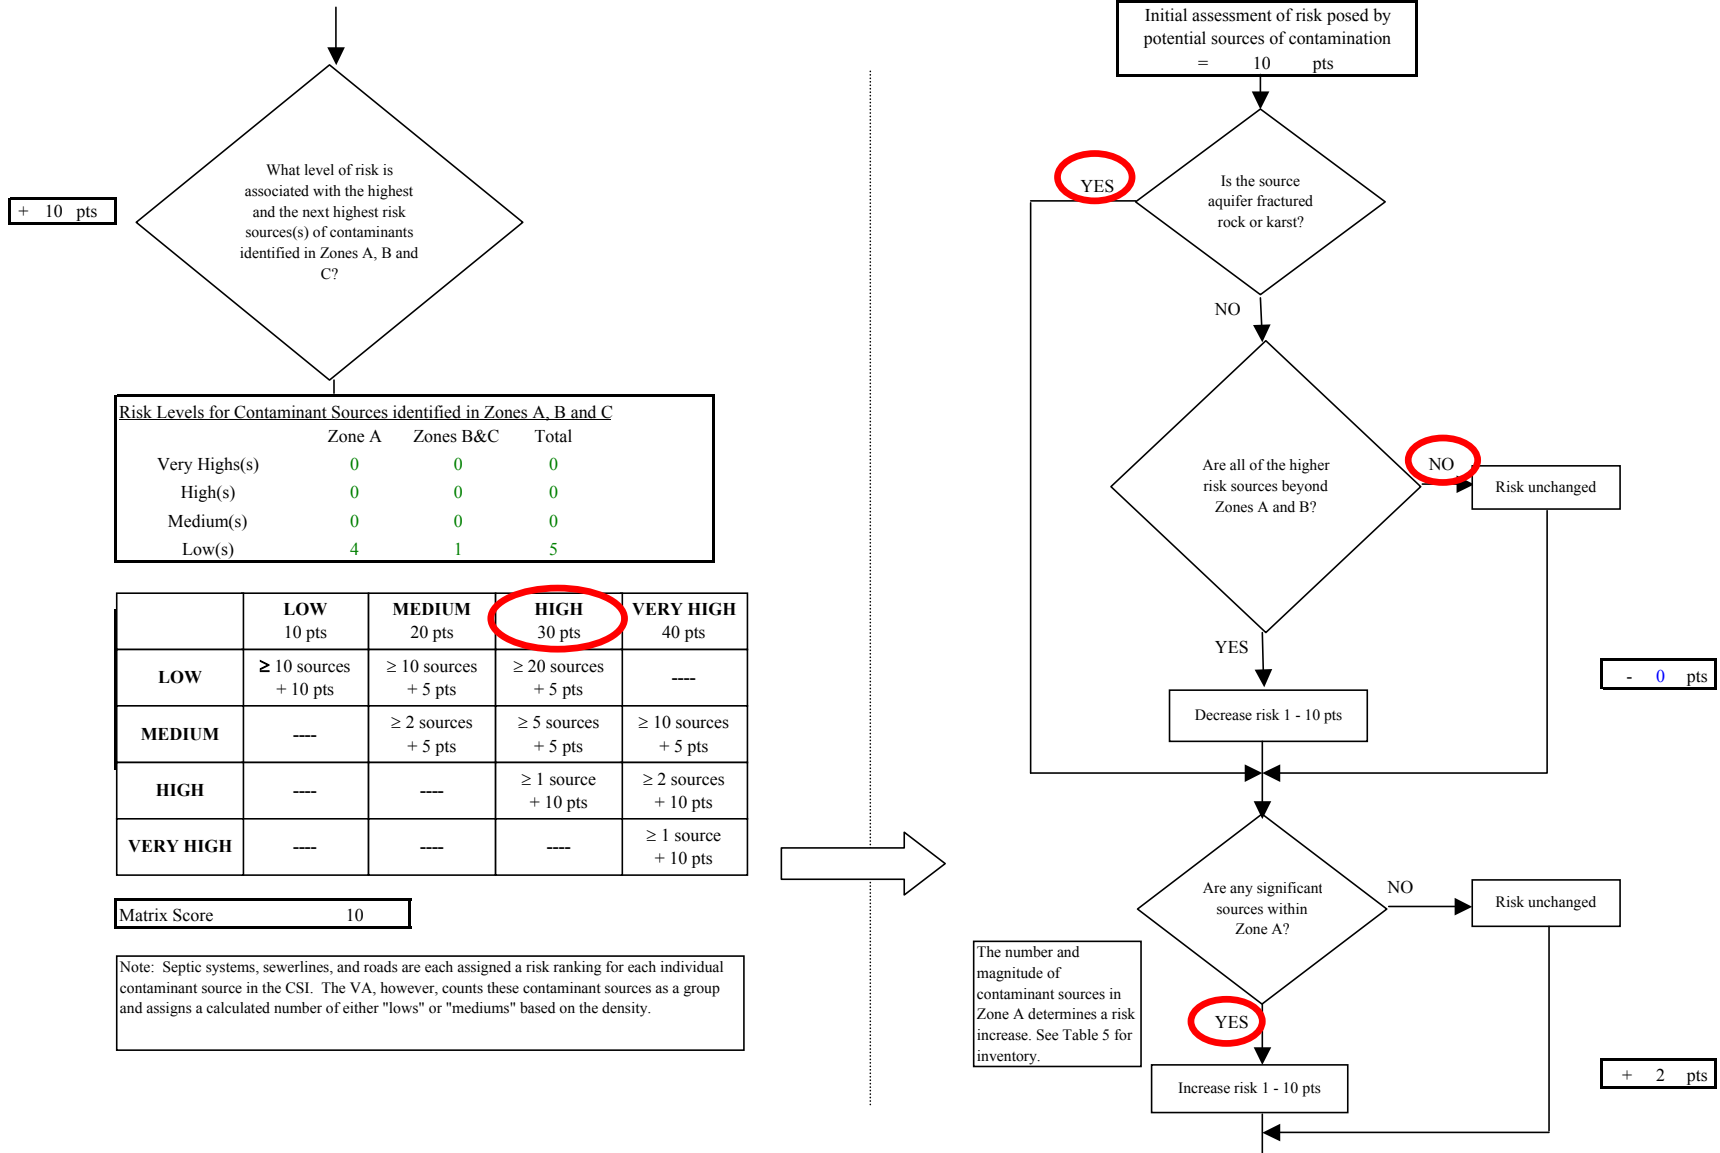 What level of risk is
associated with the highest
and the next highest risk
sources(s) of contaminants
identified in Zones A, B and
C?
+ 10 pts
Risk Levels for Contaminant Sources identified in Zones A, B and C
Zone A Zones B&C Total
Very Highs(s) 0 0 0
High(s) 0 0 0
Medium(s) 0 0 0
Low(s) 4 1 5
LOW MEDIUM HIGH VERY HIGH
10 pts 20 pts 30 pts 40 pts
LOW ≥ 10 sources ≥ 10 sources ≥ 20 sources ----
+ 10 pts + 5 pts + 5 pts
MEDIUM ---- ≥ 2 sources ≥ 5 sources ≥ 10 sources
+ 5 pts + 5 pts + 5 pts
HIGH ---- ---- ≥ 1 source ≥ 2 sources
+ 10 pts + 10 pts
VERY HIGH ---- ---- ---- ≥ 1 source
+ 10 pts
Matrix Score 10
Note: Septic systems, sewerlines, and roads are each assigned a risk ranking for each individual
contaminant source in the CSI. The VA, however, counts these contaminant sources as a group
and assigns a calculated number of either "lows" or "mediums" based on the density.
Initial assessment of risk posed by
potential sources of contamination
= 10 pts
YES
Is the source
aquifer fractured
rock or karst?
NO
Are all of the higher
risk sources beyond
Zones A and B?
NO
Risk unchanged
YES
- 0 pts
Decrease risk 1 - 10 pts
Are any significant
sources within
Zone A?
NO
Risk unchanged
The number and
magnitude of
contaminant sources in
Zone A determines a risk
increase. See Table 5 for
inventory.
YES
+ 2 pts
Increase risk 1 - 10 pts